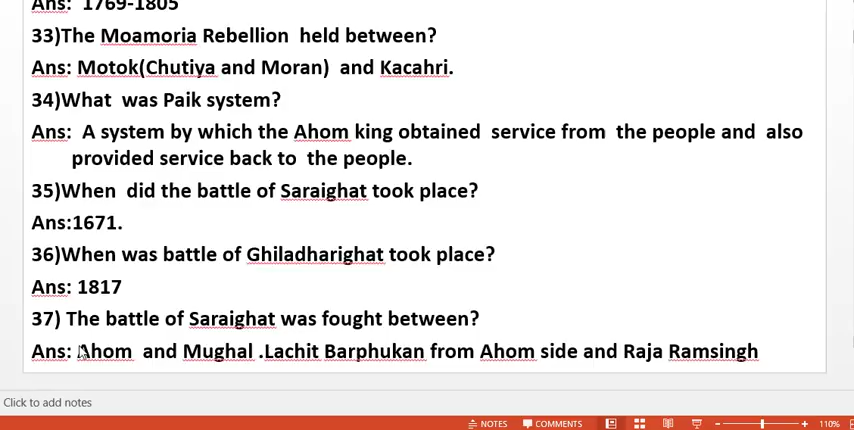 Ans: 1769-1805
33)The Moamoria Rebellion held between?
Ans: Motok(Chutiya and Moran) and Kacahri.
34)What was Paik system?
Ans: A system by which the Ahom king obtained service from the people and also
provided service back to the people.
35)When did the battle of Saraighat took place?
Ans:1671.
36)When was battle of Ghiladharighat took place?
Ans: 1817
37) The battle of Saraighat was fought between?
Ans: Ahom and Mughal .Lachit Barphukan from Ahom side and Raja Ramsingh
Click to add notes
NOTES COMMENTS 110%